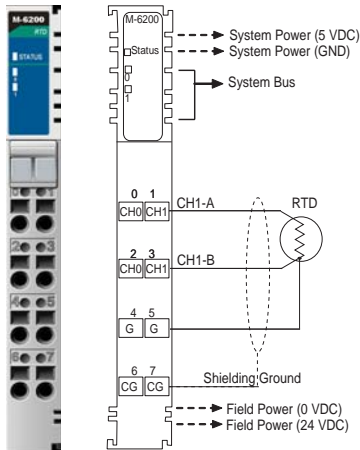 M-6200
RTD
STATUS
0
1
2
3
4
5
6
7
M-6200
Status
0
1
System Power (5 VDC)
System Power (GND)
System Bus
0 1
CH0 CH1
CH1-A
RTD
2 3
CH0 CH1
CH1-B
4 5
G G
6 7
CG CG
Shielding Ground
Field Power (0 VDC)
Field Power (24 VDC)